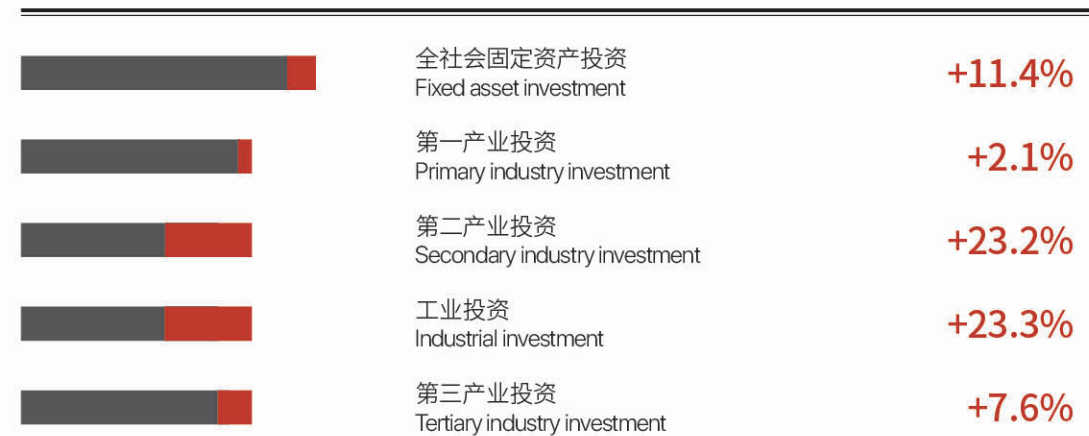 全社会固定资产投资
Fixed asset investment
+11.4%
第一产业投资
Primary industry investment
+2.1%
第二产业投资
Secondary industry investment
+23.2%
工业投资
Industrial investment
+23.3%
第三产业投资
Tertiary industry investment
+7.6%